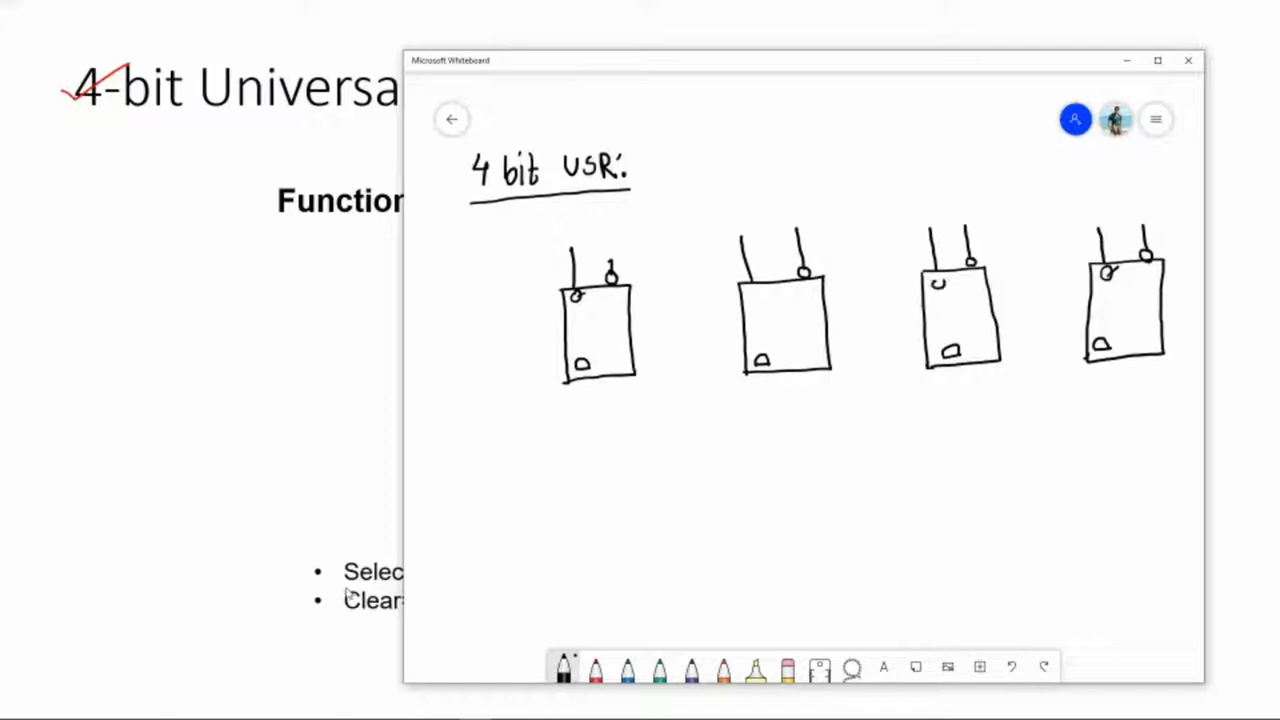 4-bit Universa
Function
Selec
Clear=
Microsoft Whiteboard
4 bit USR:
Q
D
D
D
Q
D
A